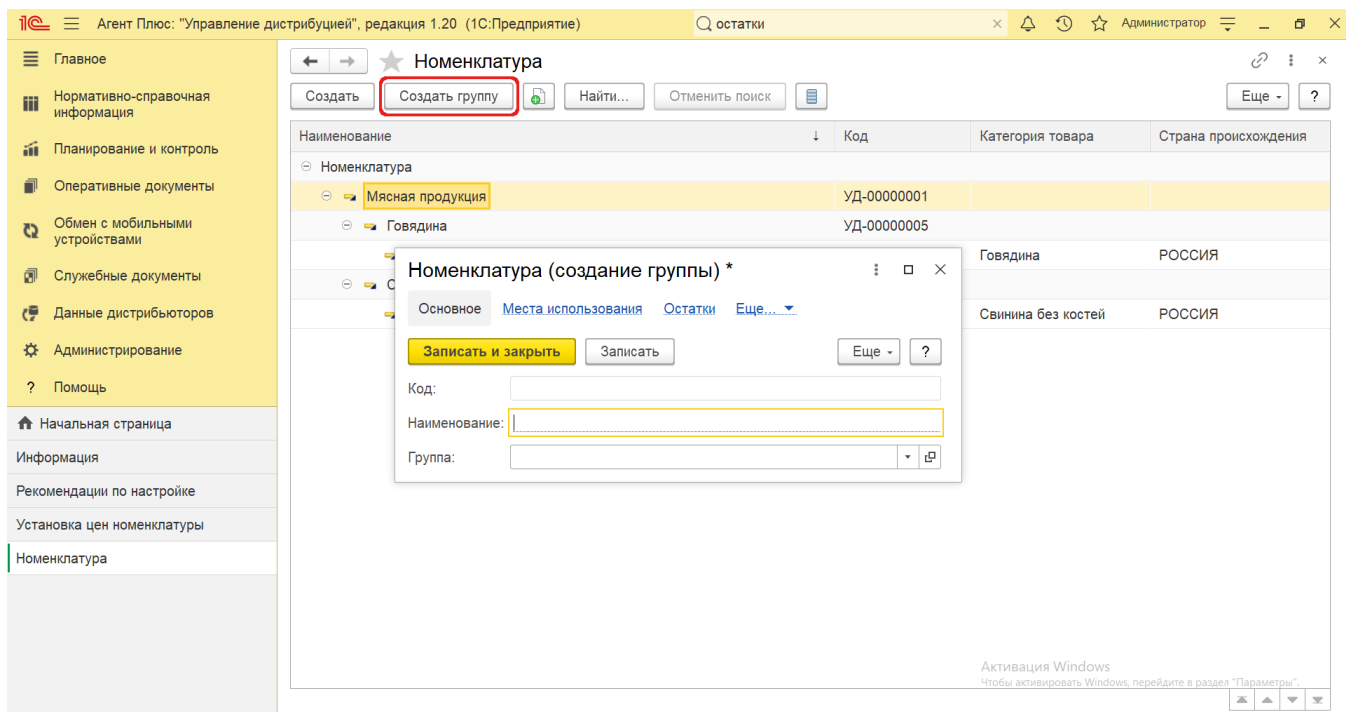 Агент Плюс: "Управление дистрибуцией", редакция 1.20 (1С:Предприятие)
остатки
Администратор
Главное
Нормативно-справочная
информация
Планирование и контроль
Оперативные документы
Обмен с мобильными
устройствами
Служебные документы
Данные дистрибьюторов
Администрирование
? Помощь
Начальная страница
Информация
Рекомендации по настройке
Установка цен номенклатуры
Номенклатура
Номенклатура
Создать Создать группу Найти... Отменить поиск Еще ?
Наименование ↓ Код Категория товара Страна происхождения
Номенклатура
Мясная продукция УД-00000001
Говядина УД-00000005
Говядина РОССИЯ
С
Свинина без костей РОССИЯ
Номенклатура (создание группы) *
Основное Места использования Остатки Еще...
Записать и закрыть Записать Еще ?
Код:
Наименование:
Группа:
Активация Windows
Чтобы активировать Windows, перейдите в раздел "Параметры".